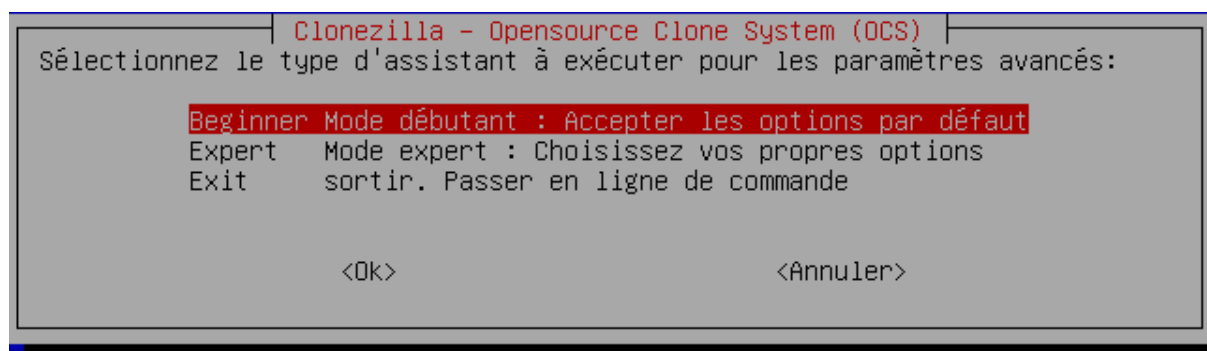 Clonezilla - Opensource Clone System (OCS)
Sélectionnez le type d'assistant à exécuter pour les paramètres avancés:
Beginner Mode débutant : Accepter les options par défaut
Expert Mode expert : Choisissez vos propres options
Exit sortir. Passer en ligne de commande
<Ok> <Annuler>